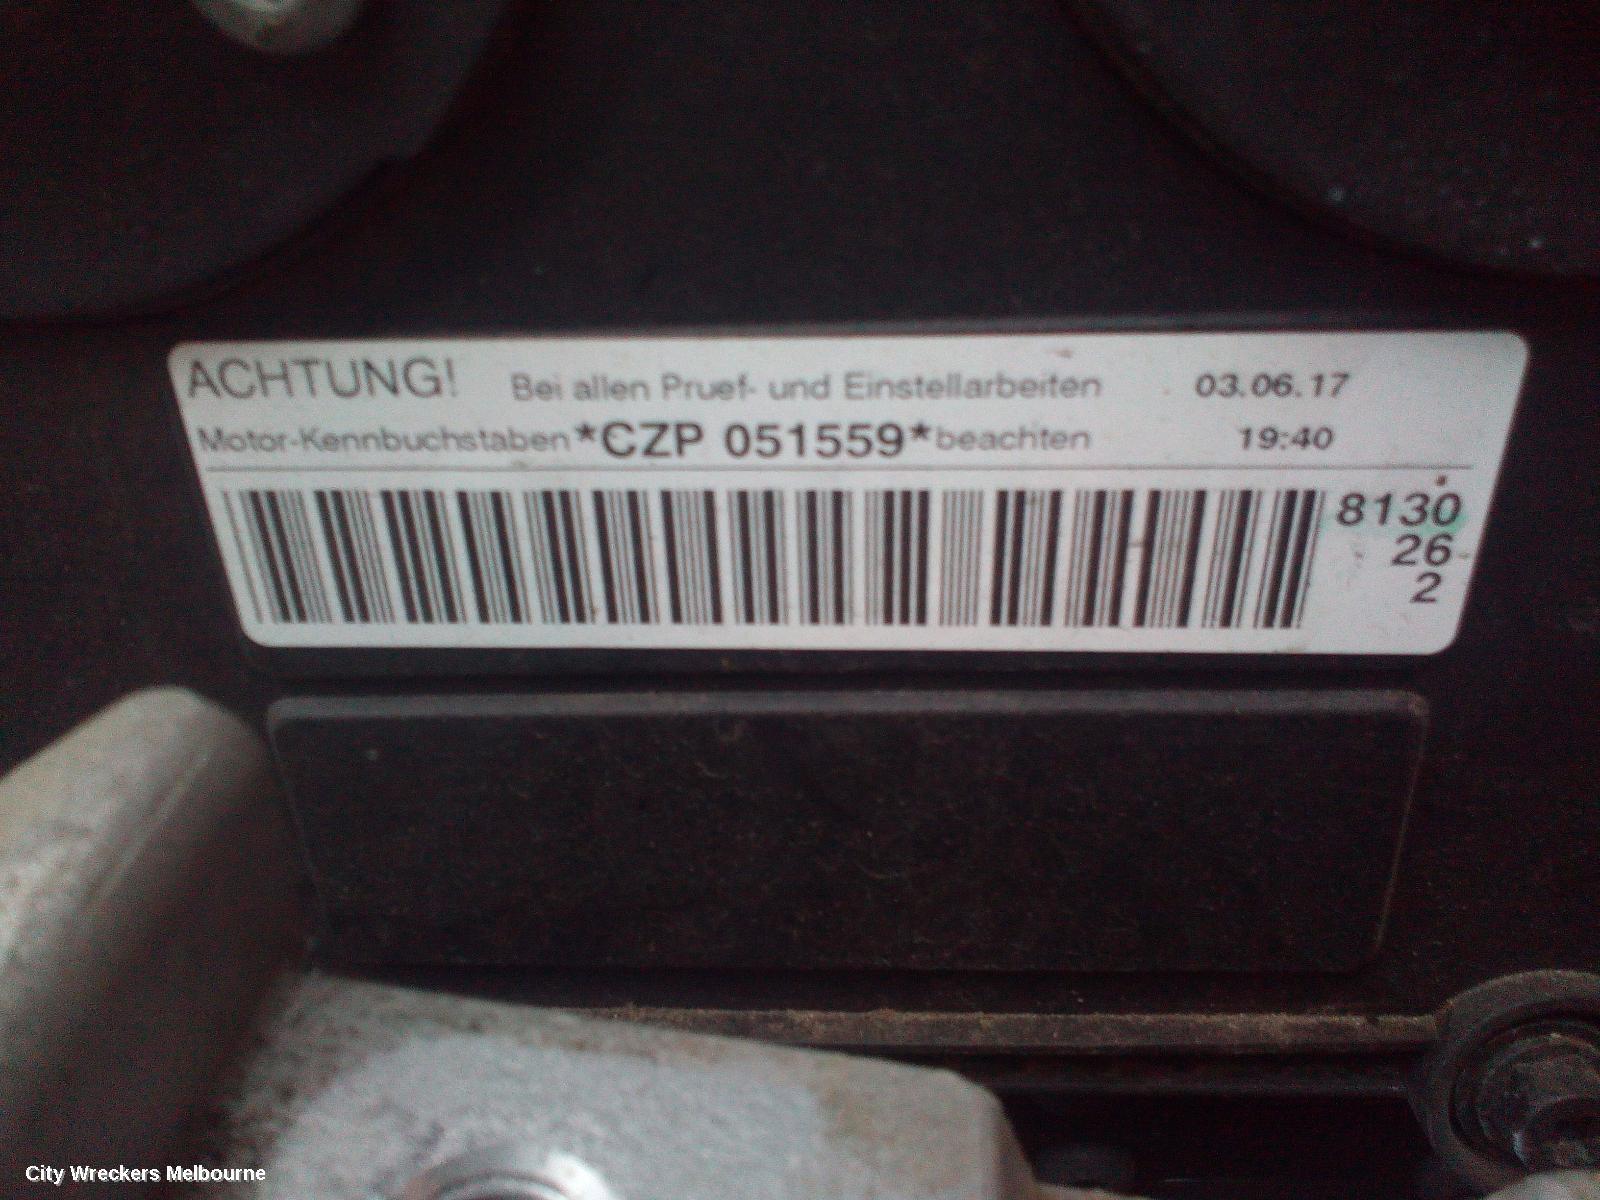 ACHTUNG! Bei allen Pruef- und Einstellarbeiten 03.06.17
Motor-Kennbuchstaben *CZP 051559* beachten 19:40
8130
26
2
City Wreckers Melbourne